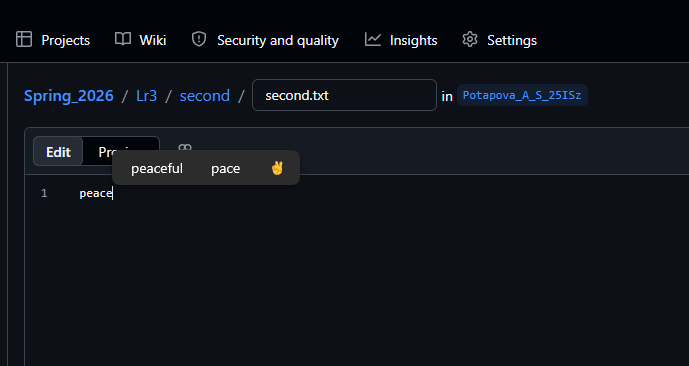 Projects Wiki Security and quality Insights Settings
Spring_2026 / Lr3 / second / second.txt in Potapova_A_S_25ISz
Edit
peaceful pace ✌️
1 peace